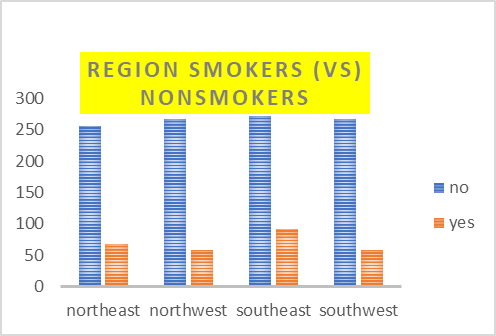 REGION SMOKERS (VS)
NONSMOKERS
300
250
200
150
100
50
0
northeast northwest southeast southwest
no
yes